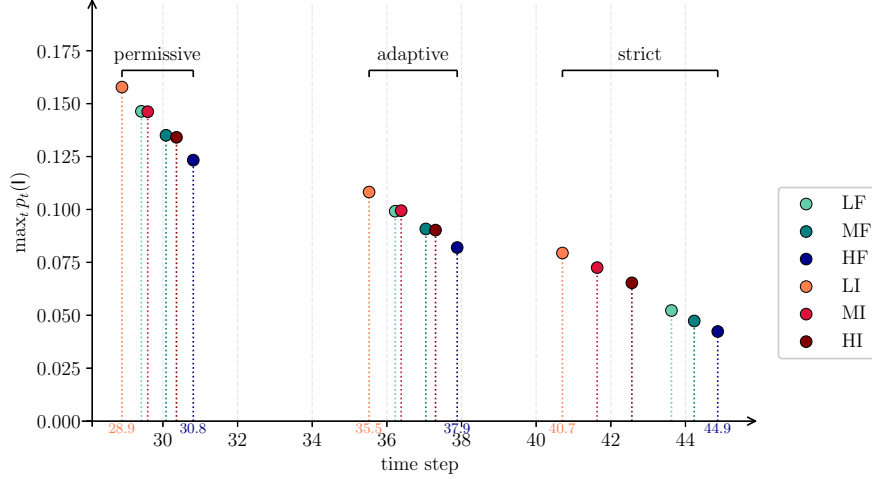 permissive adaptive strict
0.175
0.150
0.125
0.100
0.075
0.050
0.025
0.000
max_t p_t(I)
28.9 30.8 35.5 37.9 40.7 44.9
30 32 34 36 38 40 42 44
time step
LF
MF
HF
LI
MI
HI